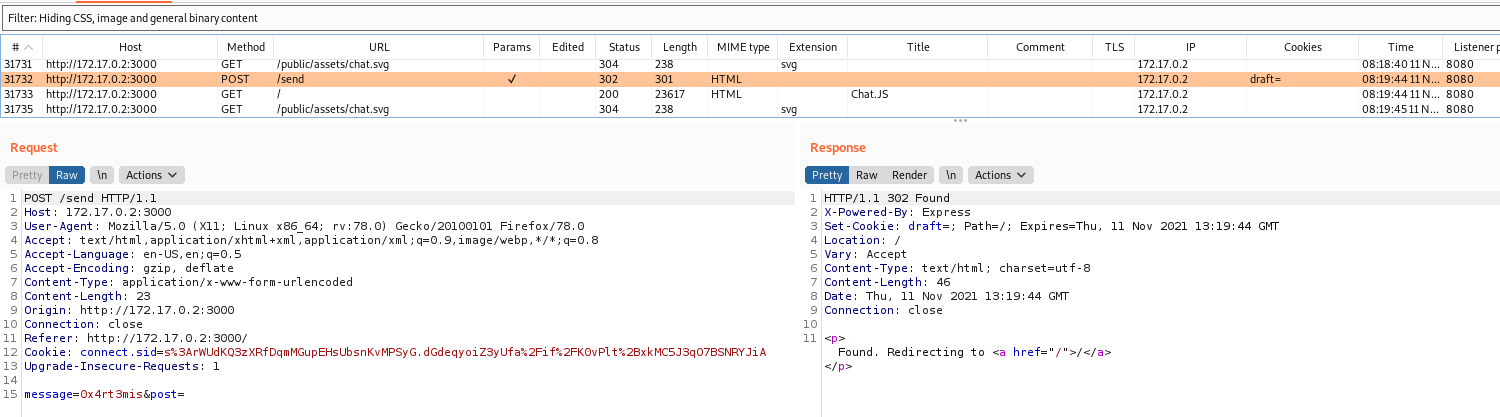 Filter: Hiding CSS, image and general binary content
# Host Method URL Params Edited Status Length MIME type Extension Title Comment TLS IP Cookies Time Listener p
31731 http://172.17.0.2:3000 GET /public/assets/chat.svg 304 238 svg 172.17.0.2 08:18:40 11 N... 8080
31732 http://172.17.0.2:3000 POST /send ✓ 302 301 HTML 172.17.0.2 draft= 08:19:44 11 N... 8080
31733 http://172.17.0.2:3000 GET / 200 23617 HTML Chat.JS 172.17.0.2 08:19:44 11 N... 8080
31735 http://172.17.0.2:3000 GET /public/assets/chat.svg 304 238 svg 172.17.0.2 08:19:45 11 N... 8080
Request
Pretty Raw \n Actions
1 POST /send HTTP/1.1
2 Host: 172.17.0.2:3000
3 User-Agent: Mozilla/5.0 (X11; Linux x86_64; rv:78.0) Gecko/20100101 Firefox/78.0
4 Accept: text/html,application/xhtml+xml,application/xml;q=0.9,image/webp,*/*;q=0.8
5 Accept-Language: en-US,en;q=0.5
6 Accept-Encoding: gzip, deflate
7 Content-Type: application/x-www-form-urlencoded
8 Content-Length: 23
9 Origin: http://172.17.0.2:3000
10 Connection: close
11 Referer: http://172.17.0.2:3000/
12 Cookie: connect.sid=s%3ArWUdKQ3zXRfDqmMGupEHsUbsnKvMPSyG.dGdeqyoiZ3yUfa%2Fif%2FKOvPlt%2BxkMC5J3qO7BSNRYJiA
13 Upgrade-Insecure-Requests: 1
14
15 message=0x4rt3mis&post=
Response
Pretty Raw Render \n Actions
1 HTTP/1.1 302 Found
2 X-Powered-By: Express
3 Set-Cookie: draft=; Path=/; Expires=Thu, 11 Nov 2021 13:19:44 GMT
4 Location: /
5 Vary: Accept
6 Content-Type: text/html; charset=utf-8
7 Content-Length: 46
8 Date: Thu, 11 Nov 2021 13:19:44 GMT
9 Connection: close
10
11 <p>
Found. Redirecting to <a href="/">/</a>
</p>